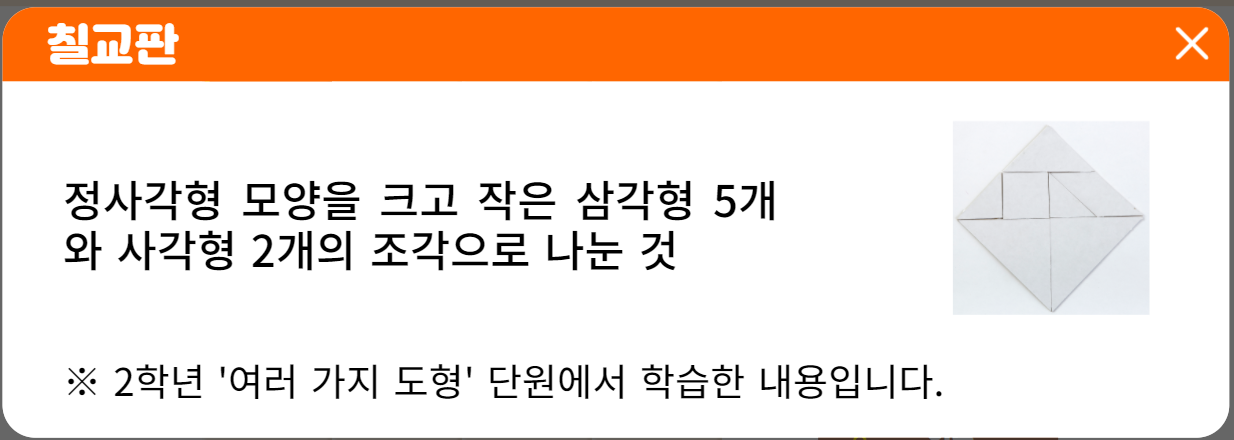 칠교판
정사각형 모양을 크고 작은 삼각형 5개
와 사각형 2개의 조각으로 나눈 것
※ 2학년 '여러 가지 도형' 단원에서 학습한 내용입니다.